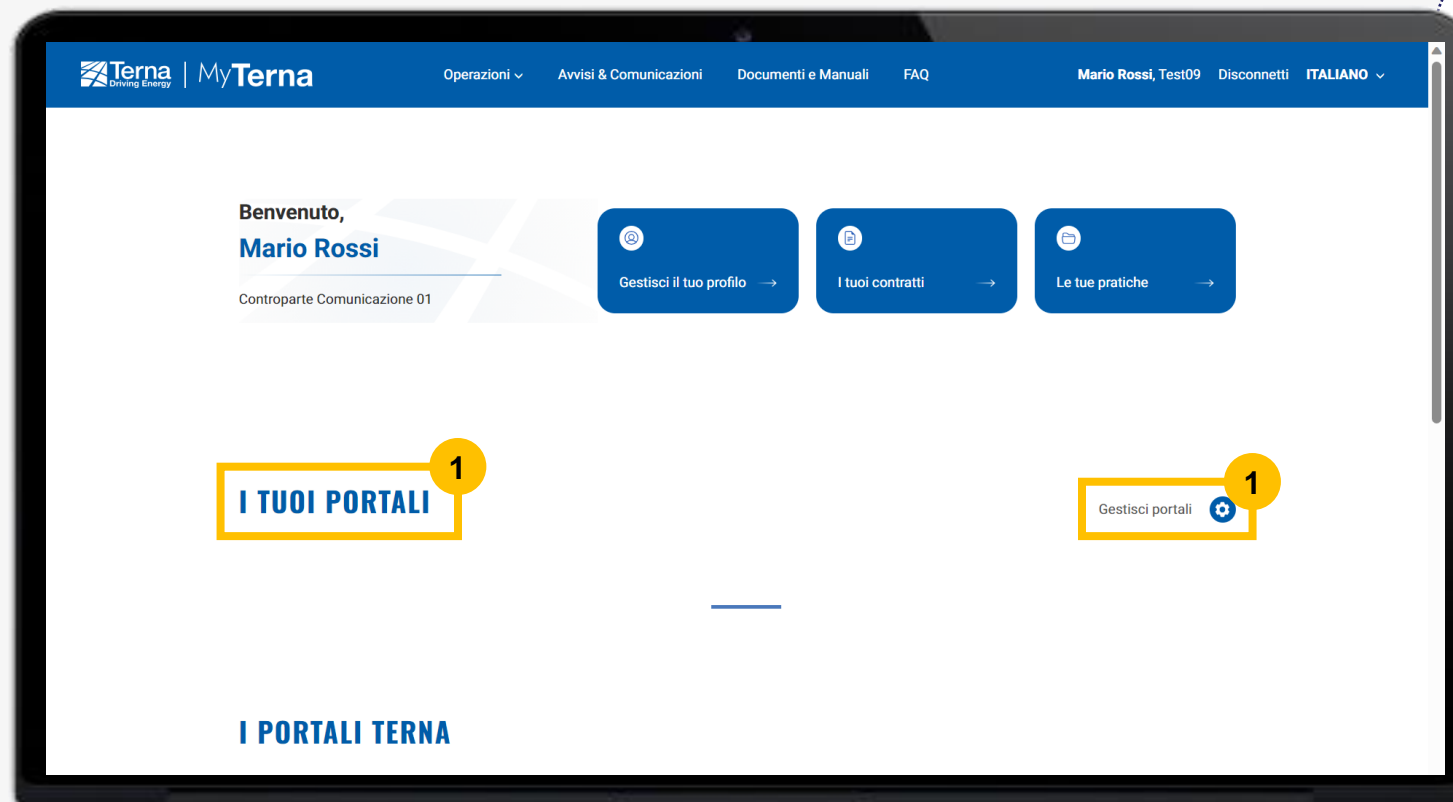 Terna
Driving Energy
MyTerna
Operazioni
Avvisi & Comunicazioni
Documenti e Manuali
FAQ
Mario Rossi, Test09
Disconnetti
ITALIANO
Benvenuto,
Mario Rossi
Controparte Comunicazione 01
Gestisci il tuo profilo
I tuoi contratti
Le tue pratiche
1
I TUOI PORTALI
1
Gestisci portali
I PORTALI TERNA